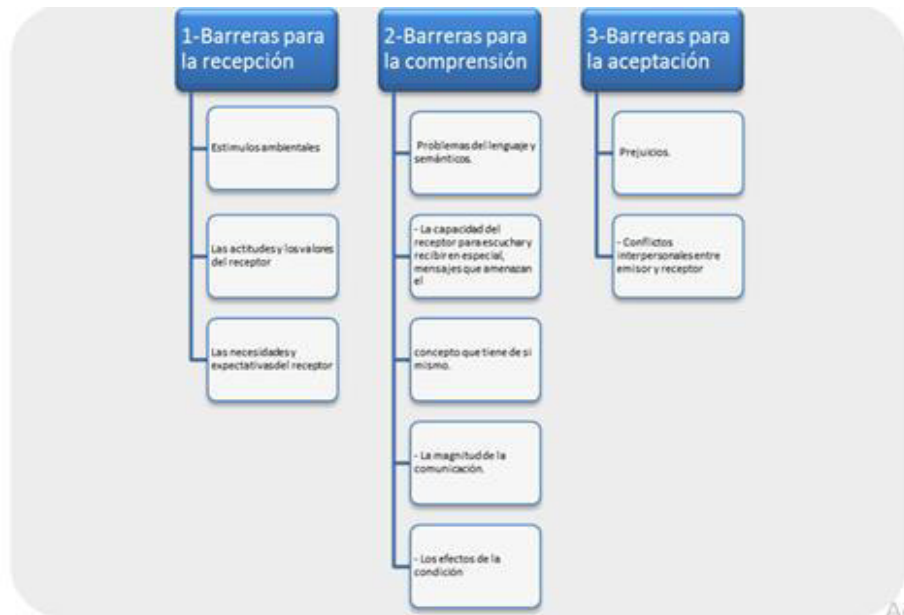 1-Barreras para
la recepción
Estímulos ambientales
Las actitudes y los valores
del receptor
Las necesidades y
expectativas del receptor
2-Barreras para
la comprensión
Problemas del lenguaje y
semánticos.
- La capacidad del
receptor para escuchar y
recibir en especial,
mensajes que amenazan
el
concepto que tiene de si
mismo.
- La magnitud de la
comunicación.
- Los efectos de la
condición
3-Barreras para
la aceptación
Prejuicios.
- Conflictos
interpersonales entre
emisor y receptor